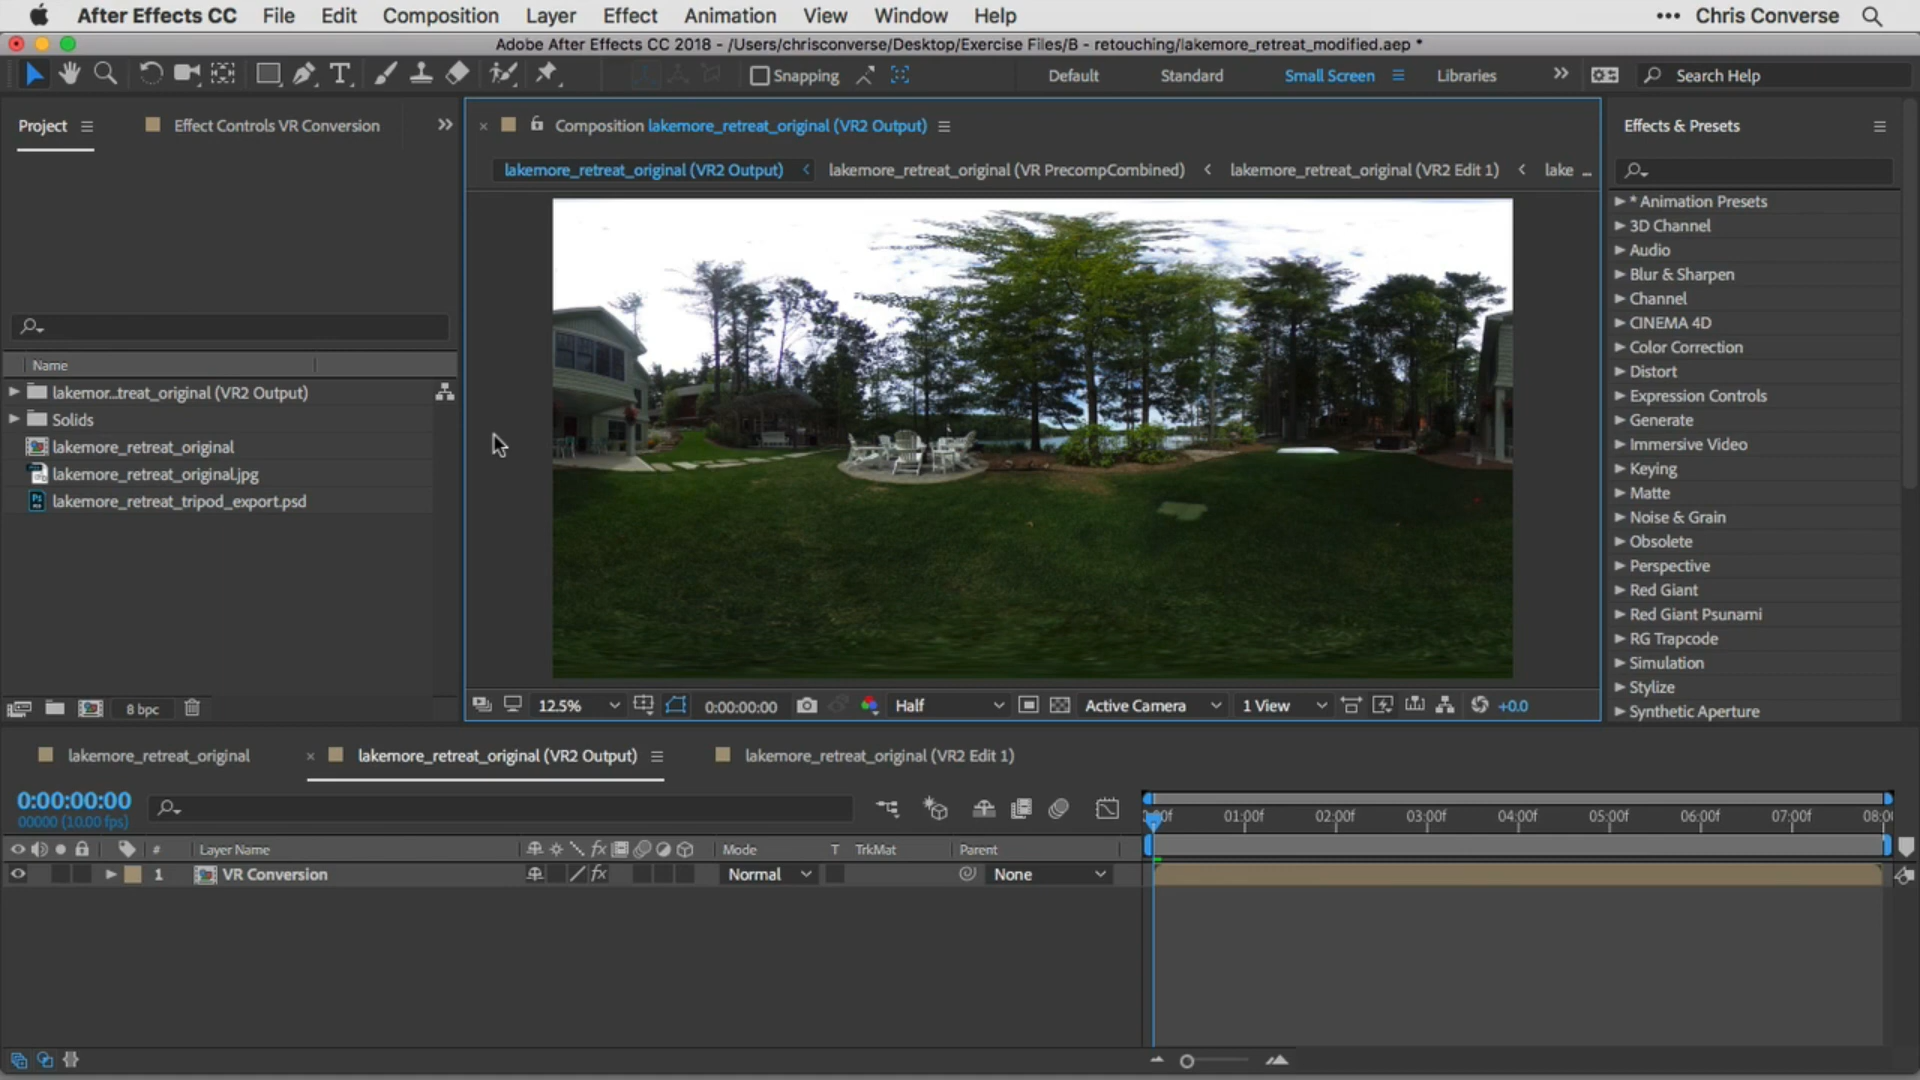 After Effects CC File Edit Composition Layer Effect Animation View Window Help ••• Chris Converse
Adobe After Effects CC 2018 - /Users/chrisconverse/Desktop/Exercise Files/B - retouching/lakemore_retreat_modified.aep *
Snapping Default Standard Small Screen Libraries Search Help
Project Effect Controls VR Conversion
Composition lakemore_retreat_original (VR2 Output)
Effects & Presets
lakemore_retreat_original (VR2 Output) lakemore_retreat_original (VR PrecompCombined) lakemore_retreat_original (VR2 Edit 1) lake ...
Name
lakemor...treat_original (VR2 Output)
Solids
lakemore_retreat_original
lakemore_retreat_original.jpg
lakemore_retreat_tripod_export.psd
8 bpc
12.5% 0:00:00:00 Half Active Camera 1 View +0.0
* Animation Presets
3D Channel
Audio
Blur & Sharpen
Channel
CINEMA 4D
Color Correction
Distort
Expression Controls
Generate
Immersive Video
Keying
Matte
Noise & Grain
Obsolete
Perspective
Red Giant
Red Giant Psunami
RG Trapcode
Simulation
Stylize
Synthetic Aperture
lakemore_retreat_original lakemore_retreat_original (VR2 Output) lakemore_retreat_original (VR2 Edit 1)
0:00:00:00
00000 (10.00 fps)
01:00f 02:00f 03:00f 04:00f 05:00f 06:00f 07:00f
# Layer Name fx Mode T TrkMat Parent
1 VR Conversion fx Normal None